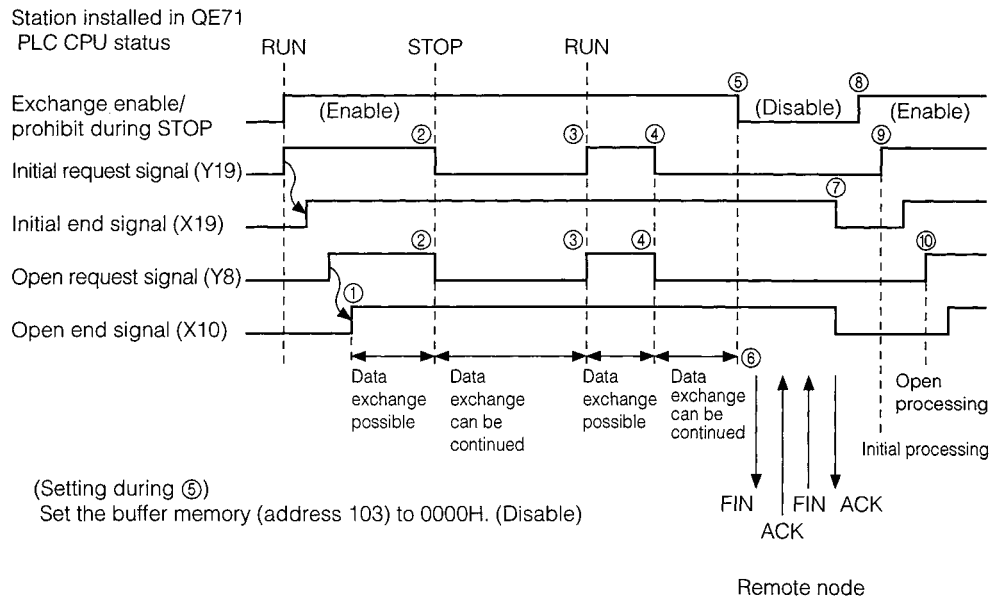 Station installed in QE71
PLC CPU status
RUN STOP RUN
Exchange enable/
prohibit during STOP
(Enable) ⑤ (Disable) ⑧ (Enable)
Initial request signal (Y19) ② ③ ④ ⑨
Initial end signal (X19) ⑦
Open request signal (Y8) ② ③ ④ ⑩
Open end signal (X10) ①
⑥
Data
exchange
possible
Data
exchange
can be
continued
Data
exchange
possible
Data
exchange
can be
continued
Open
processing
Initial processing
(Setting during ⑤)
Set the buffer memory (address 103) to 0000H. (Disable)
FIN FIN ACK
ACK
Remote node